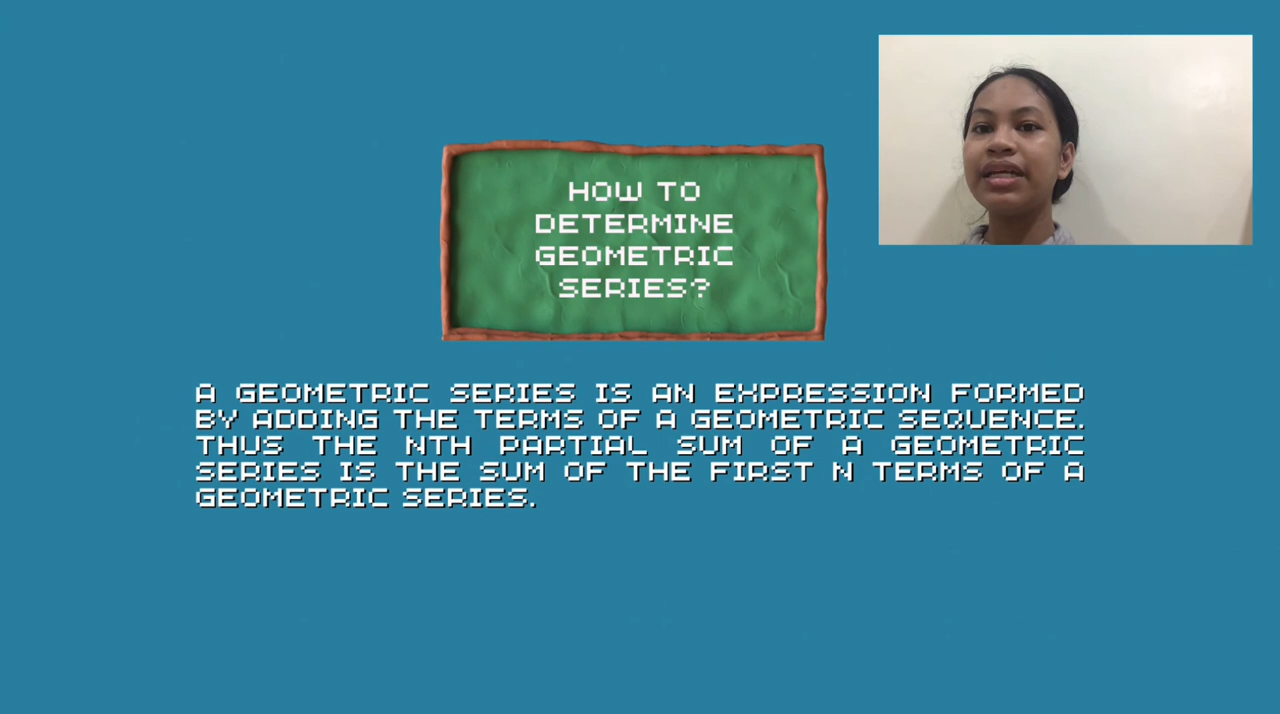 HOW TO
DETERMINE
GEOMETRIC
SERIES?
A GEOMETRIC SERIES IS AN EXPRESSION FORMED
BY ADDING THE TERMS OF A GEOMETRIC SEQUENCE.
THUS THE NTH PARTIAL SUM OF A GEOMETRIC
SERIES IS THE SUM OF THE FIRST N TERMS OF A
GEOMETRIC SERIES.